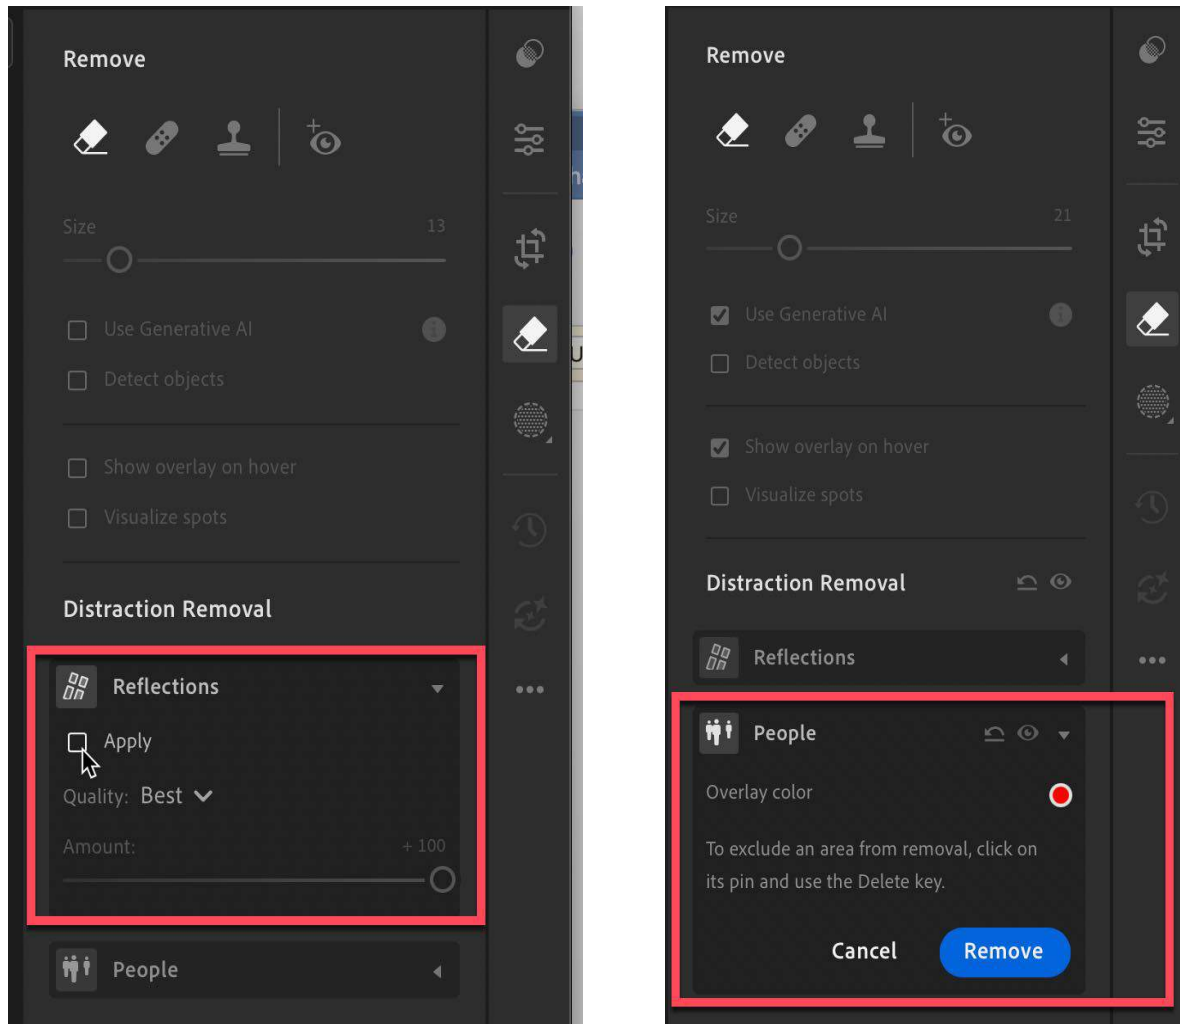 Remove
Size 13
Use Generative AI
Detect objects
Show overlay on hover
Visualize spots
Distraction Removal
Reflections
Apply
Quality: Best
Amount: + 100
People
Remove
Size 21
Use Generative AI
Detect objects
Show overlay on hover
Visualize spots
Distraction Removal
Reflections
People
Overlay color
To exclude an area from removal, click on
its pin and use the Delete key.
Cancel Remove